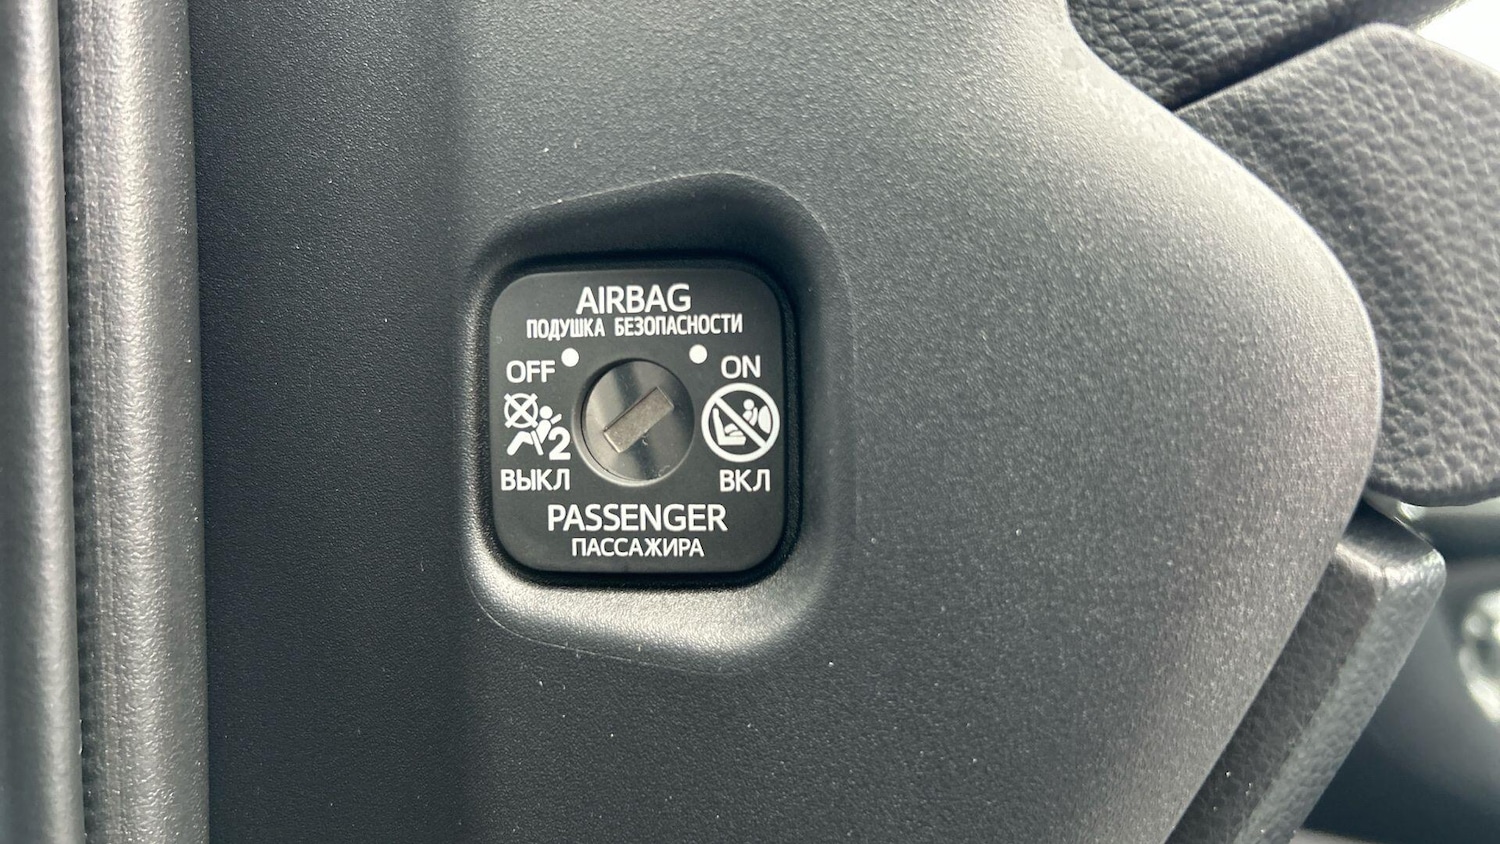 AIRBAG
ПОДУШКА БЕЗОПАСНОСТИ
OFF ON
2
ВЫКЛ ВКЛ
PASSENGER
ПАССАЖИРА